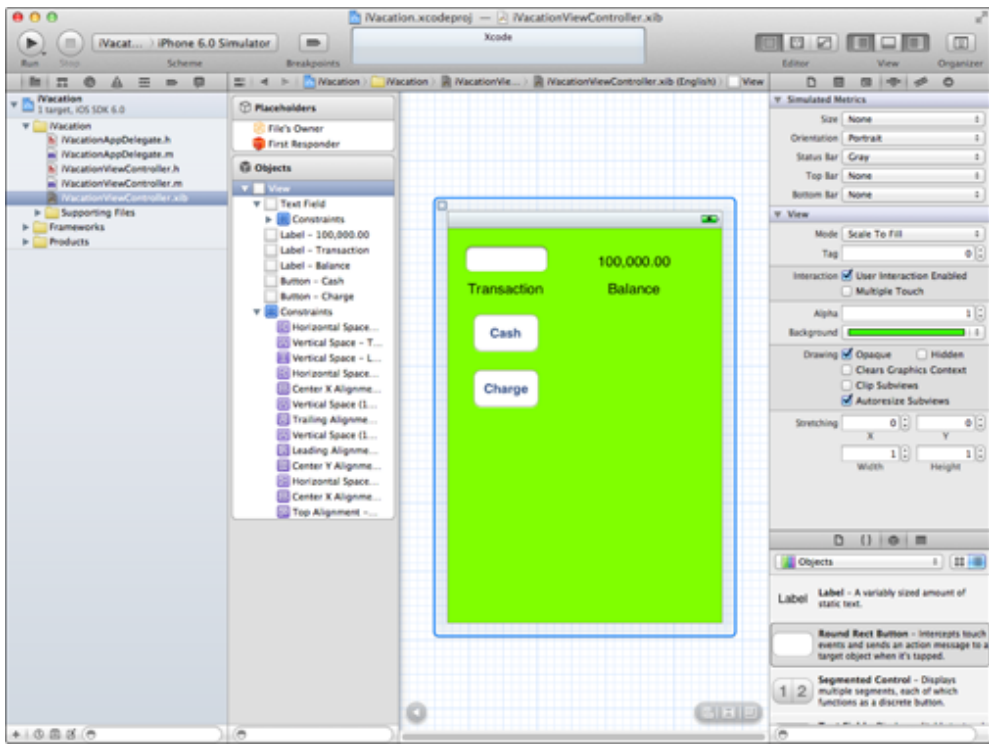 iVacation.xcodeproj — iVacationViewController.xib
Xcode
iVacat... iPhone 6.0 Simulator
Run Stop Scheme Breakpoints Editor View Organizer
iVacation iVacation iVacationVie... iVacationViewController.xib (English) View
iVacation
1 target, iOS SDK 6.0
iVacation
iVacationAppDelegate.h
iVacationAppDelegate.m
iVacationViewController.h
iVacationViewController.m
iVacationViewController.xib
Supporting Files
Frameworks
Products
Placeholders
File's Owner
First Responder
Objects
View
Text Field
Constraints
Label – 100,000.00
Label – Transaction
Label – Balance
Button – Cash
Button – Charge
Constraints
Horizontal Space...
Vertical Space – T...
Vertical Space – L...
Horizontal Space...
Center X Alignme...
Vertical Space (1...
Trailing Alignme...
Vertical Space (1...
Leading Alignme...
Center Y Alignme...
Horizontal Space...
Center X Alignme...
Top Alignment –...
100,000.00
Transaction Balance
Cash
Charge
Simulated Metrics
Size None
Orientation Portrait
Status Bar Gray
Top Bar None
Bottom Bar None
View
Mode Scale To Fill
Tag 0
Interaction User Interaction Enabled
Multiple Touch
Alpha 1
Background
Drawing Opaque Hidden
Clears Graphics Context
Clip Subviews
Autoresize Subviews
Stretching 0 0
X Y
1 1
Width Height
Objects
Label Label – A variably sized amount of
static text.
Round Rect Button – Intercepts touch
events and sends an action message to a
target object when it's tapped.
1 2 Segmented Control – Displays
multiple segments, each of which
functions as a discrete button.